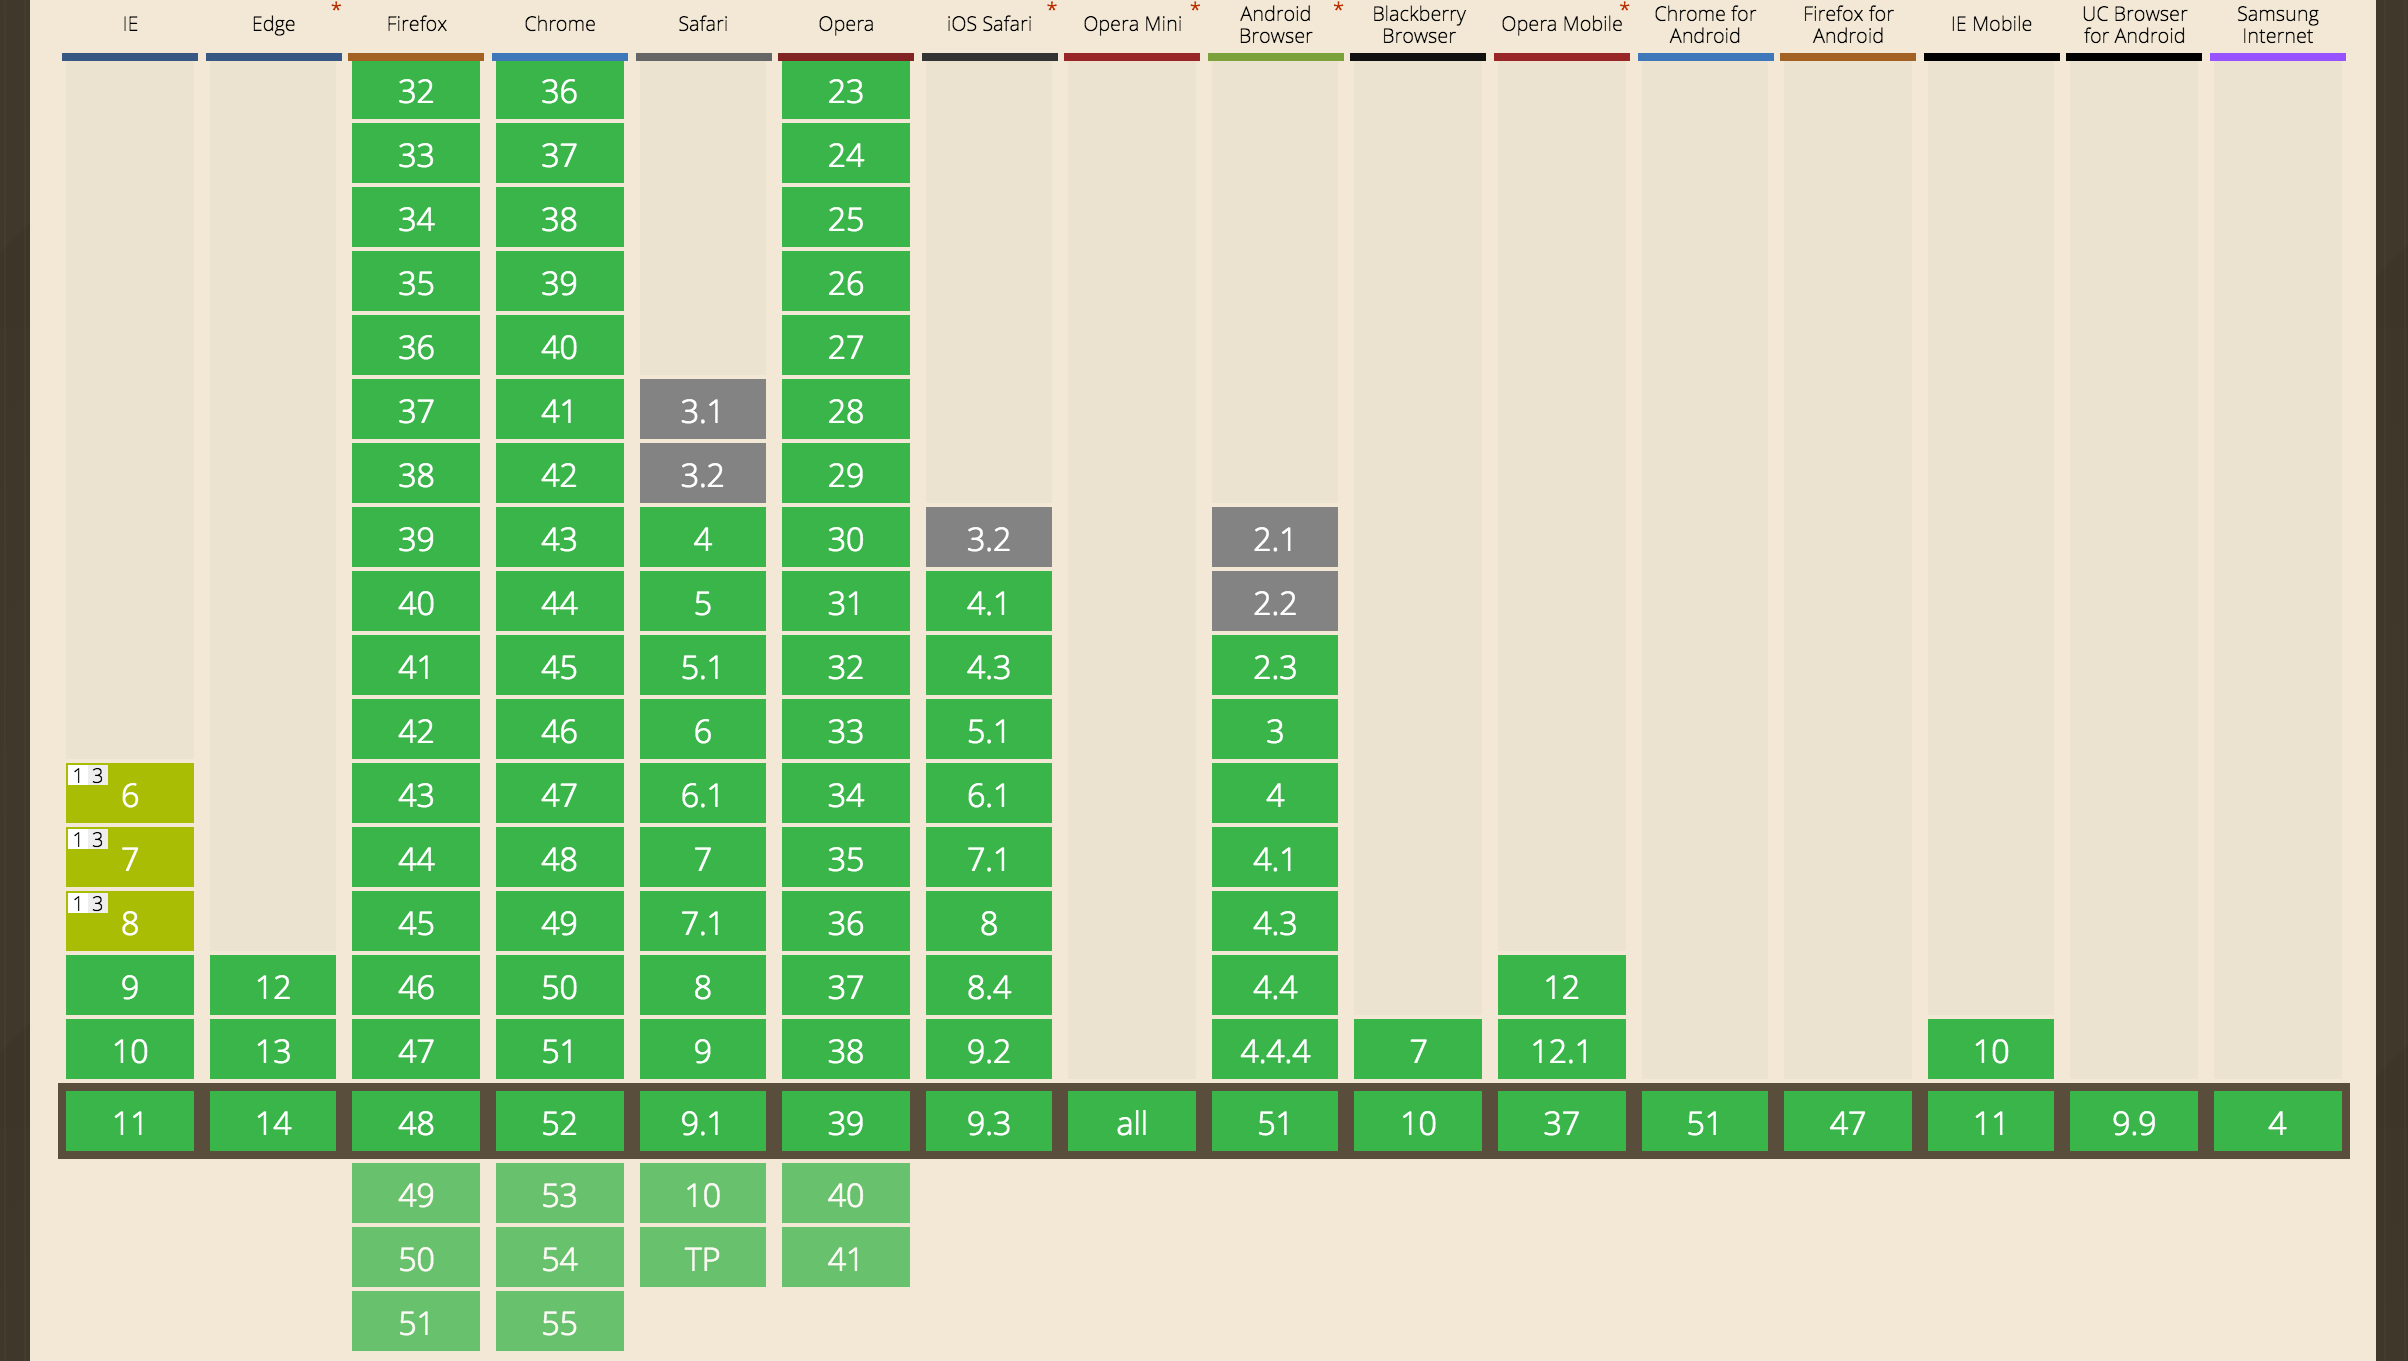 IE Edge * Firefox Chrome Safari Opera iOS Safari * Opera Mini * Android Browser * Blackberry Browser Opera Mobile * Chrome for Android Firefox for Android IE Mobile UC Browser for Android Samsung Internet
32 36 23
33 37 24
34 38 25
35 39 26
36 40 27
37 41 3.1 28
38 42 3.2 29
39 43 4 30 3.2 2.1
40 44 5 31 4.1 2.2
41 45 5.1 32 4.3 2.3
42 46 6 33 5.1 3
1 3 6 43 47 6.1 34 6.1 4
1 3 7 44 48 7 35 7.1 4.1
1 3 8 45 49 7.1 36 8 4.3
9 12 46 50 8 37 8.4 4.4 12
10 13 47 51 9 38 9.2 4.4.4 7 12.1 10
11 14 48 52 9.1 39 9.3 all 51 10 37 51 47 11 9.9 4
49 53 10 40
50 54 TP 41
51 55